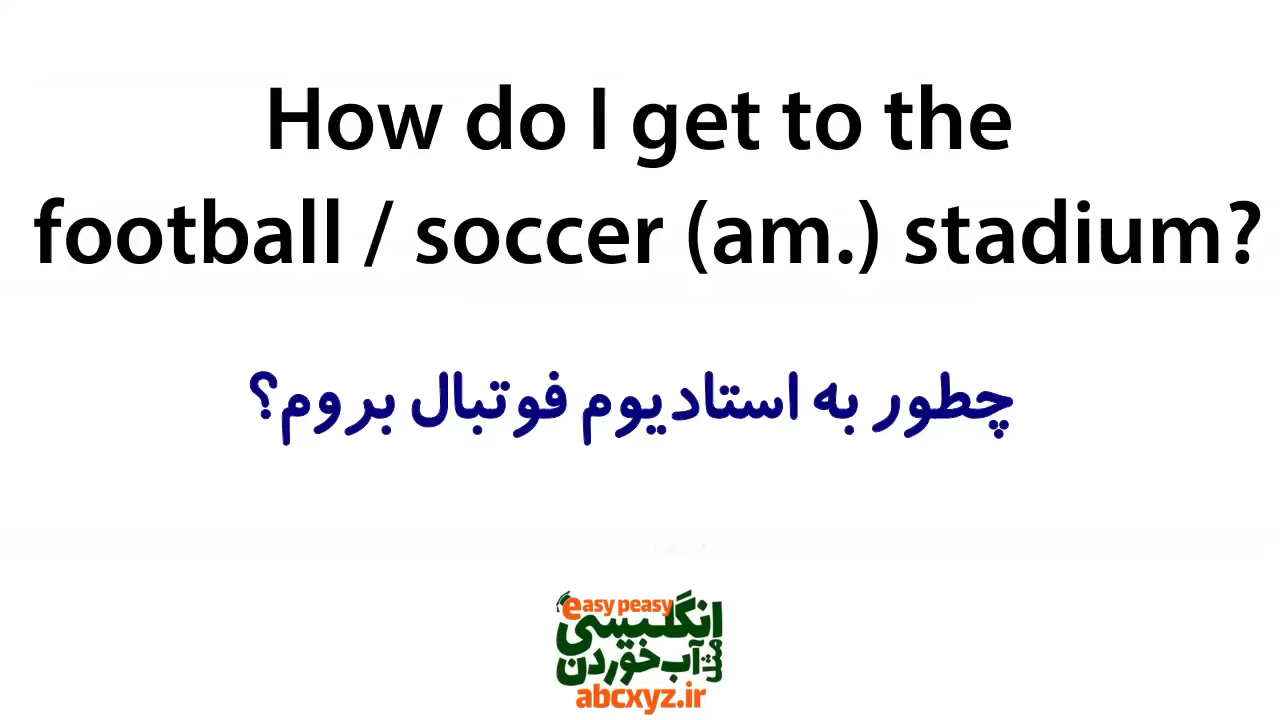 How do I get to the
football / soccer (am.) stadium?
چطور به استادیوم فوتبال بروم؟
easy peasy
انگلیسی
مثل آب خوردن
abcxyz.ir